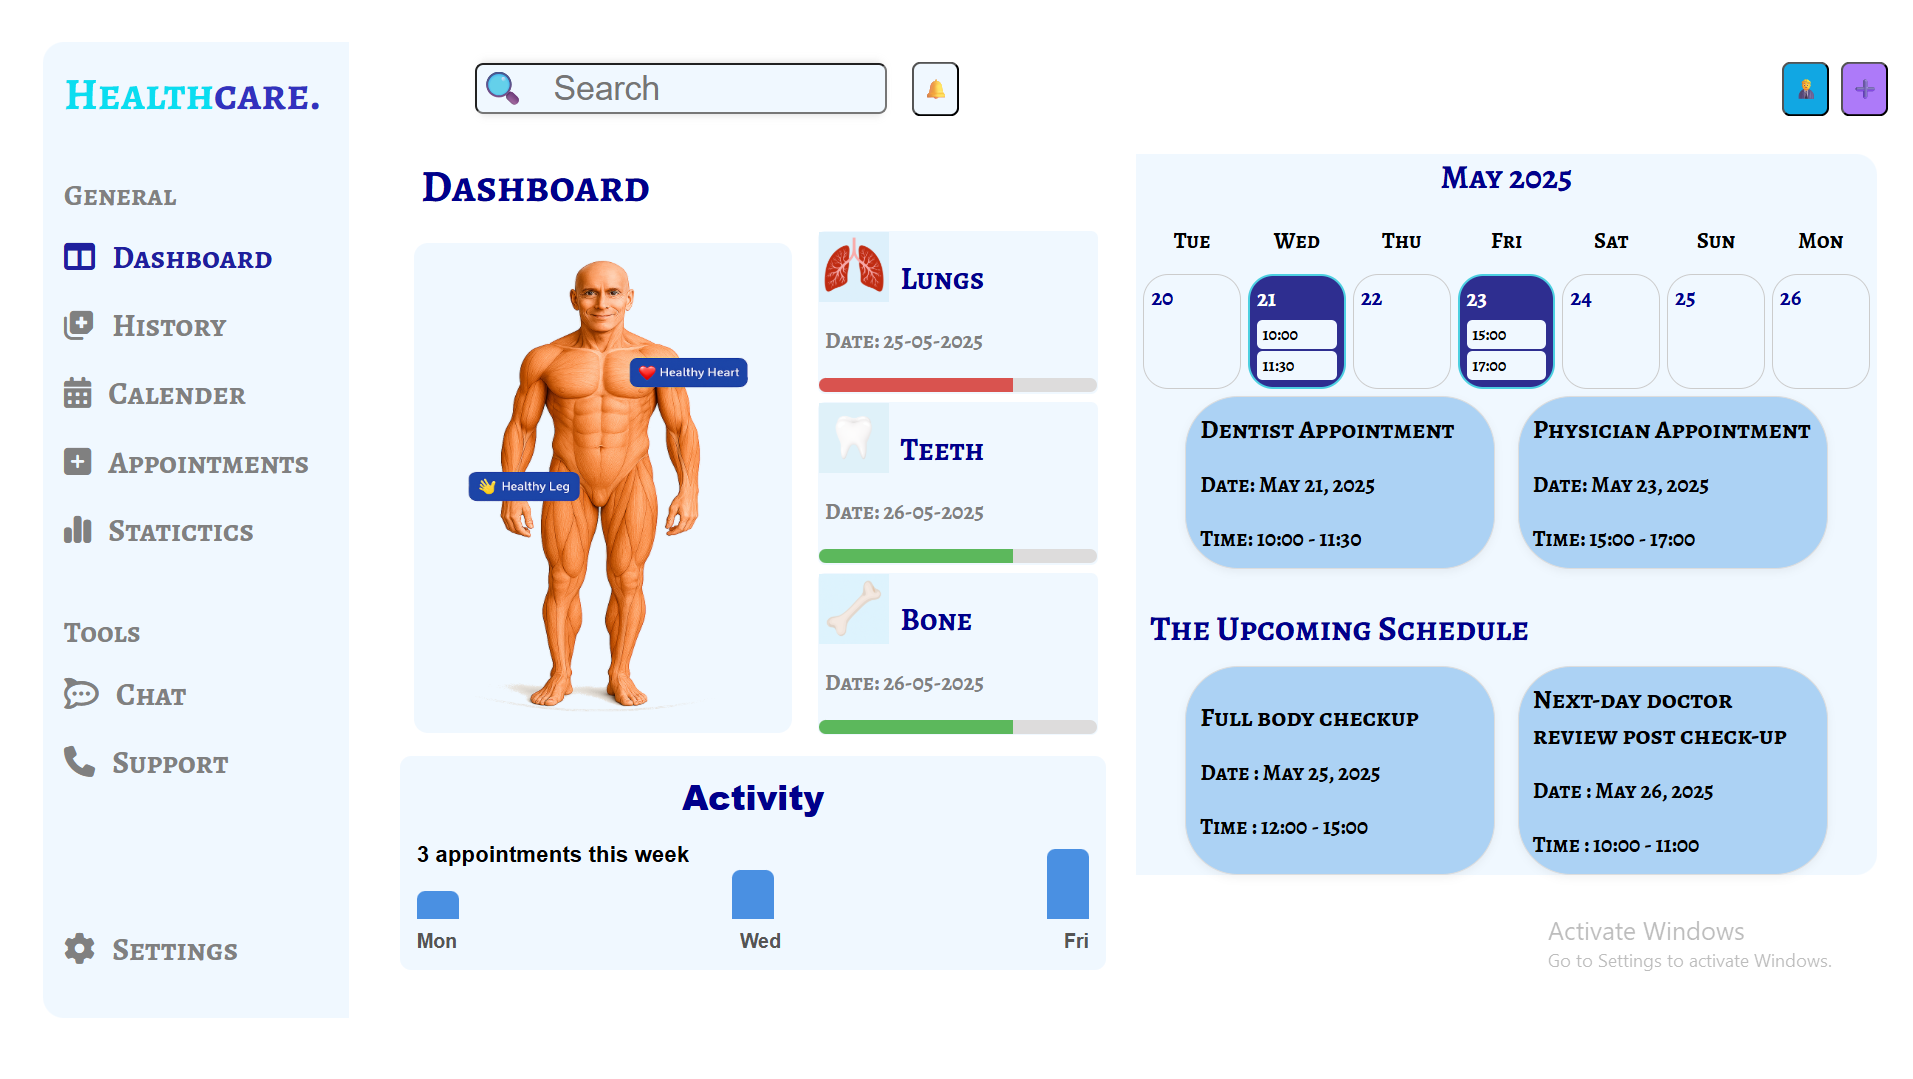 Healthcare.
General
Dashboard
History
Calender
Appointments
Statictics
Tools
Chat
Support
Settings
Search
Dashboard
Healthy Heart
Healthy Leg
Lungs
Date: 25-05-2025
Teeth
Date: 26-05-2025
Bone
Date: 26-05-2025
Activity
3 appointments this week
Mon Wed Fri
May 2025
Tue Wed Thu Fri Sat Sun Mon
20 21 22 23 24 25 26
10:00 15:00
11:30 17:00
Dentist Appointment
Date: May 21, 2025
Time: 10:00 - 11:30
Physician Appointment
Date: May 23, 2025
Time: 15:00 - 17:00
The Upcoming Schedule
Full body checkup
Date : May 25, 2025
Time : 12:00 - 15:00
Next-day doctor
review post check-up
Date : May 26, 2025
Time : 10:00 - 11:00
Activate Windows
Go to Settings to activate Windows.